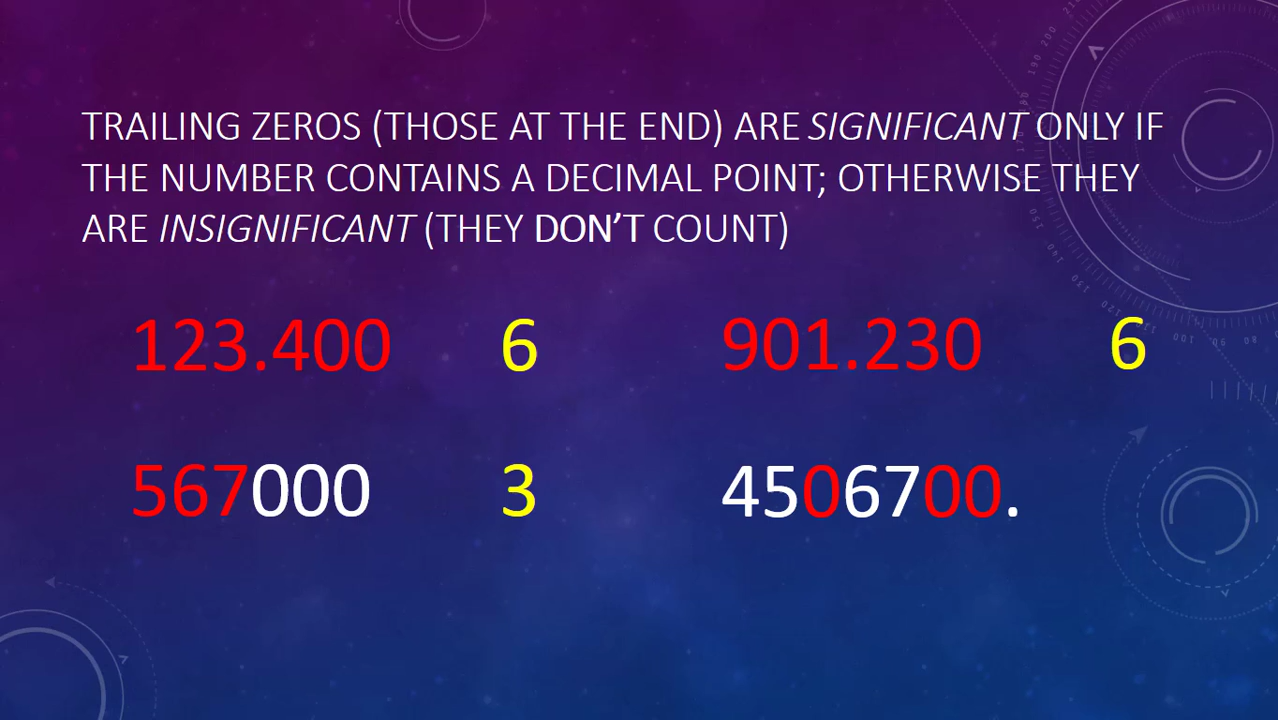 TRAILING ZEROS (THOSE AT THE END) ARE SIGNIFICANT ONLY IF
THE NUMBER CONTAINS A DECIMAL POINT; OTHERWISE THEY
ARE INSIGNIFICANT (THEY DON’T COUNT)
123.400 6 901.230 6
567000 3 4506700.